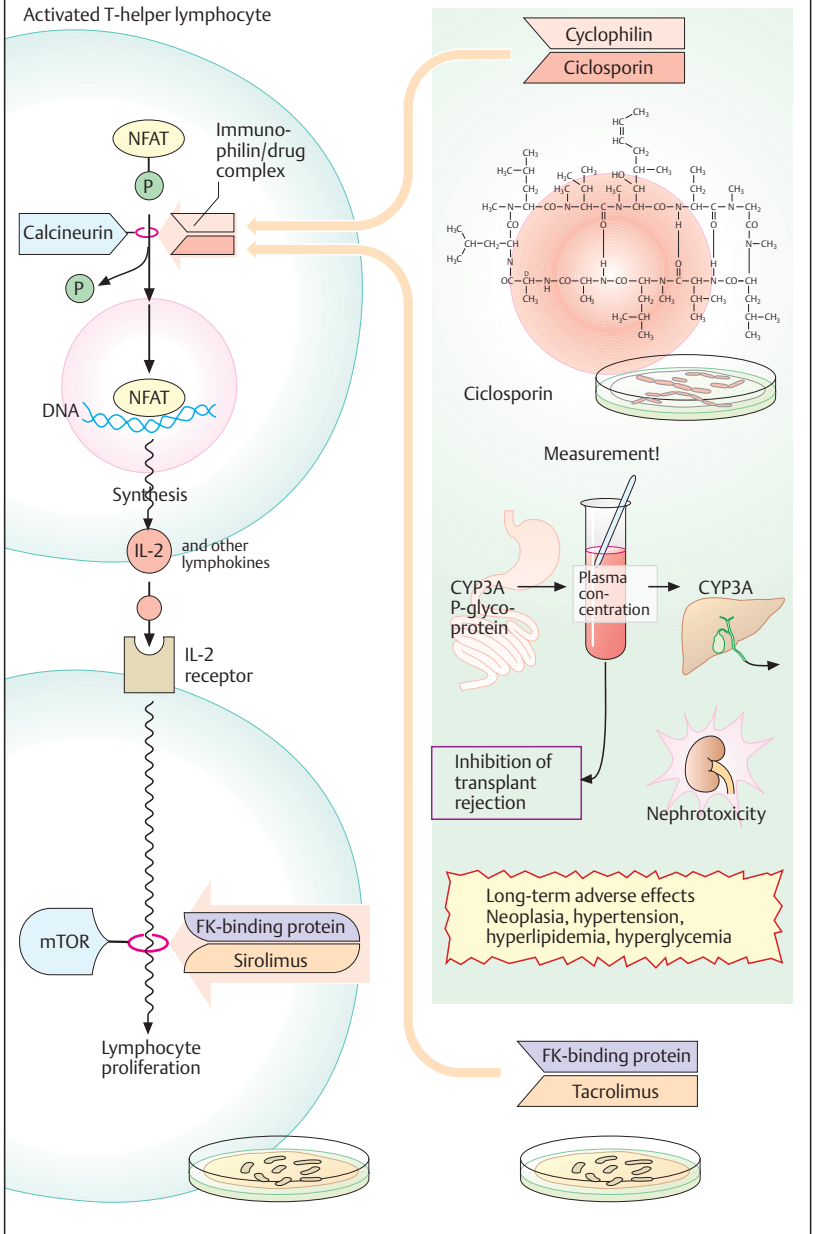 Activated T-helper lymphocyte
NFAT
P
Immuno-
philin/drug
complex
Calcineurin
P
NFAT
DNA
Synthesis
IL-2
and other
lymphokines
IL-2
receptor
mTOR
FK-binding protein
Sirolimus
Lymphocyte
proliferation
Cyclophilin
Ciclosporin
Ciclosporin
Measurement!
CYP3A
P-glyco-
protein
Plasma
con-
centration
CYP3A
Inhibition of
transplant
rejection
Nephrotoxicity
Long-term adverse effects
Neoplasia, hypertension,
hyperlipidemia, hyperglycemia
FK-binding protein
Tacrolimus